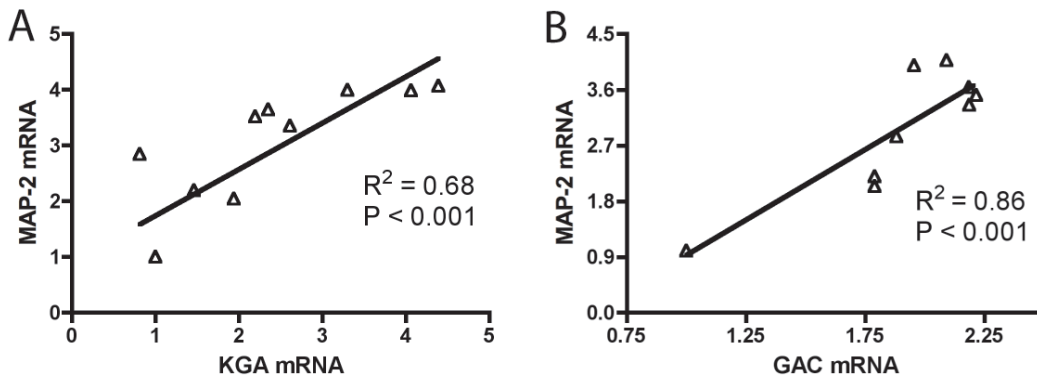 A
5
4
3
2
1
0
MAP-2 mRNA
R² = 0.68
P < 0.001
0 1 2 3 4 5
KGA mRNA
B
4.5
3.6
2.7
1.8
0.9
0.0
MAP-2 mRNA
R² = 0.86
P < 0.001
0.75 1.25 1.75 2.25
GAC mRNA